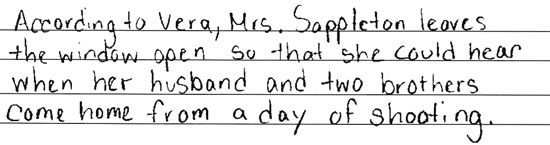 According to Vera, Mrs. Sappleton leaves
the window open so that she could hear
when her husband and two brothers
come home from a day of shooting.